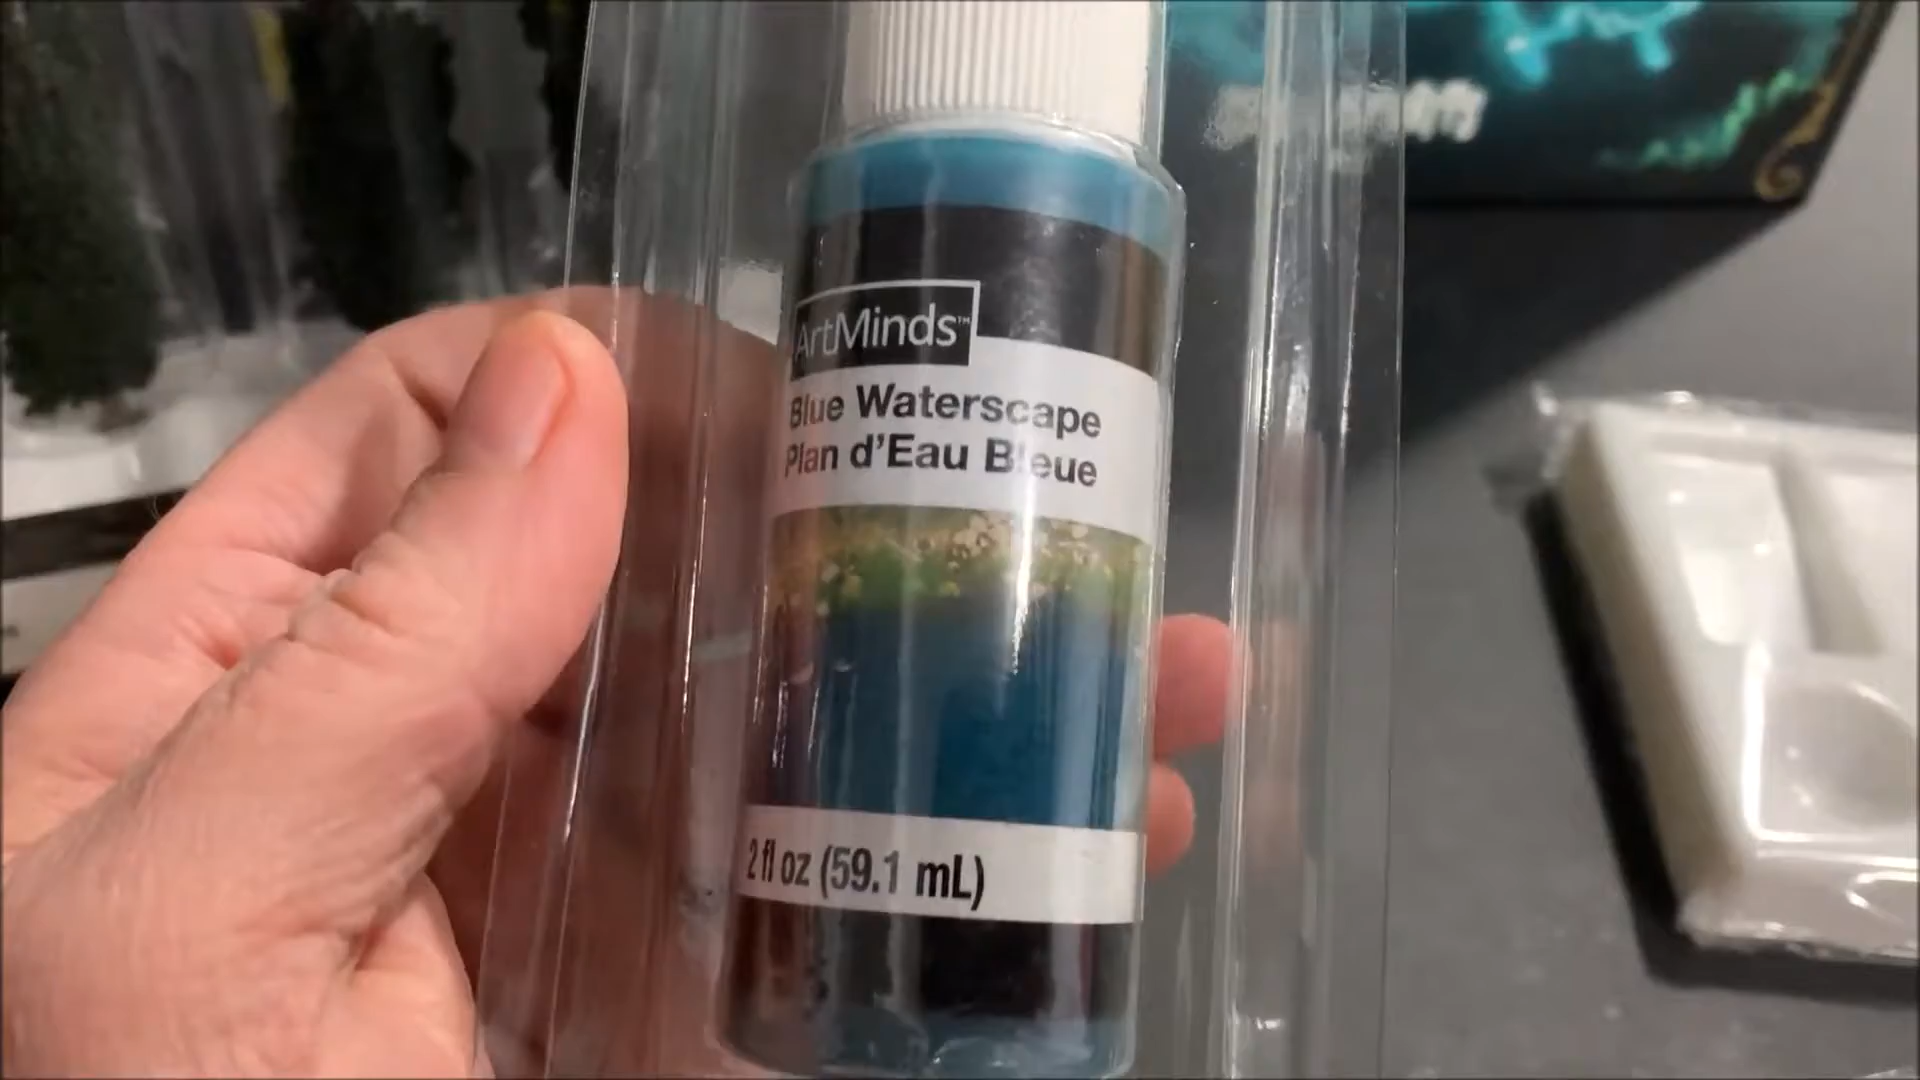 ArtMinds™
Blue Waterscape
Plan d'Eau Bleue
2 fl oz (59.1 mL)